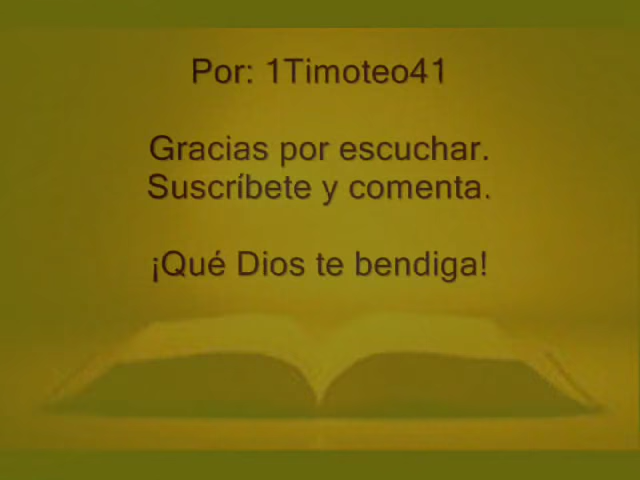 Por: 1Timoteo41
Gracias por escuchar.
Suscríbete y comenta.
¡Qué Dios te bendiga!